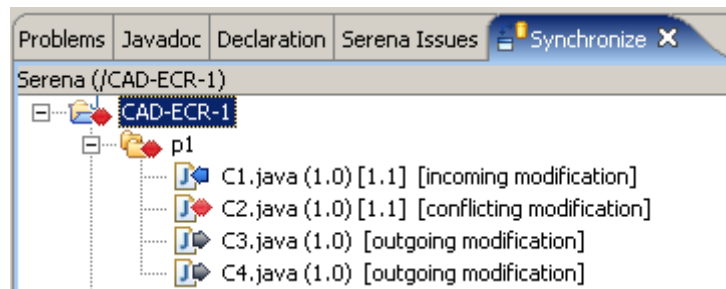 Problems Javadoc Declaration Serena Issues Synchronize
Serena (/CAD-ECR-1)
CAD-ECR-1
p1
C1.java (1.0) [1.1] [incoming modification]
C2.java (1.0) [1.1] [conflicting modification]
C3.java (1.0) [outgoing modification]
C4.java (1.0) [outgoing modification]